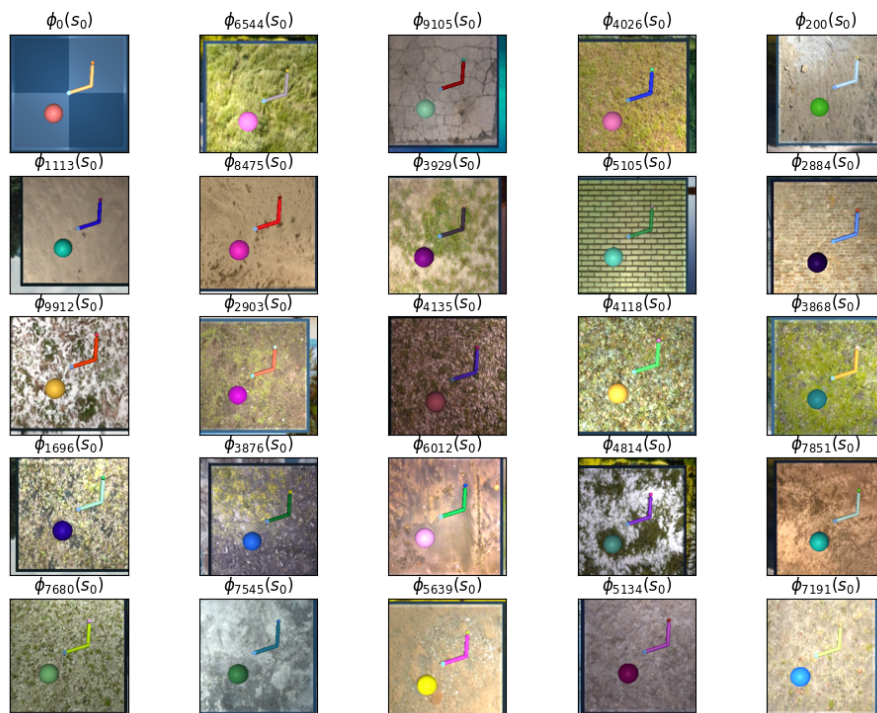 ϕ₀(s₀) ϕ₆₅₄₄(s₀) ϕ₉₁₀₅(s₀) ϕ₄₀₂₆(s₀) ϕ₂₀₀(s₀)
ϕ₁₁₁₃(s₀) ϕ₈₄₇₅(s₀) ϕ₃₉₂₉(s₀) ϕ₅₁₀₅(s₀) ϕ₂₈₈₄(s₀)
ϕ₉₉₁₂(s₀) ϕ₂₉₀₃(s₀) ϕ₄₁₃₅(s₀) ϕ₄₁₁₈(s₀) ϕ₃�8₆₈(s₀)
ϕ₁₆₉₆(s₀) ϕ₃₈₇₆(s₀) ϕ₆₀₁₂(s₀) ϕ₄₈₁₄(s₀) ϕ₇₈₅₁(s₀)
ϕ₇₆₈₀(s₀) ϕ₇₅₄₅(s₀) ϕ₅₆₃₉(s₀) ϕ₅₁₃₄(s₀) ϕ₇₁₉₁(s₀)